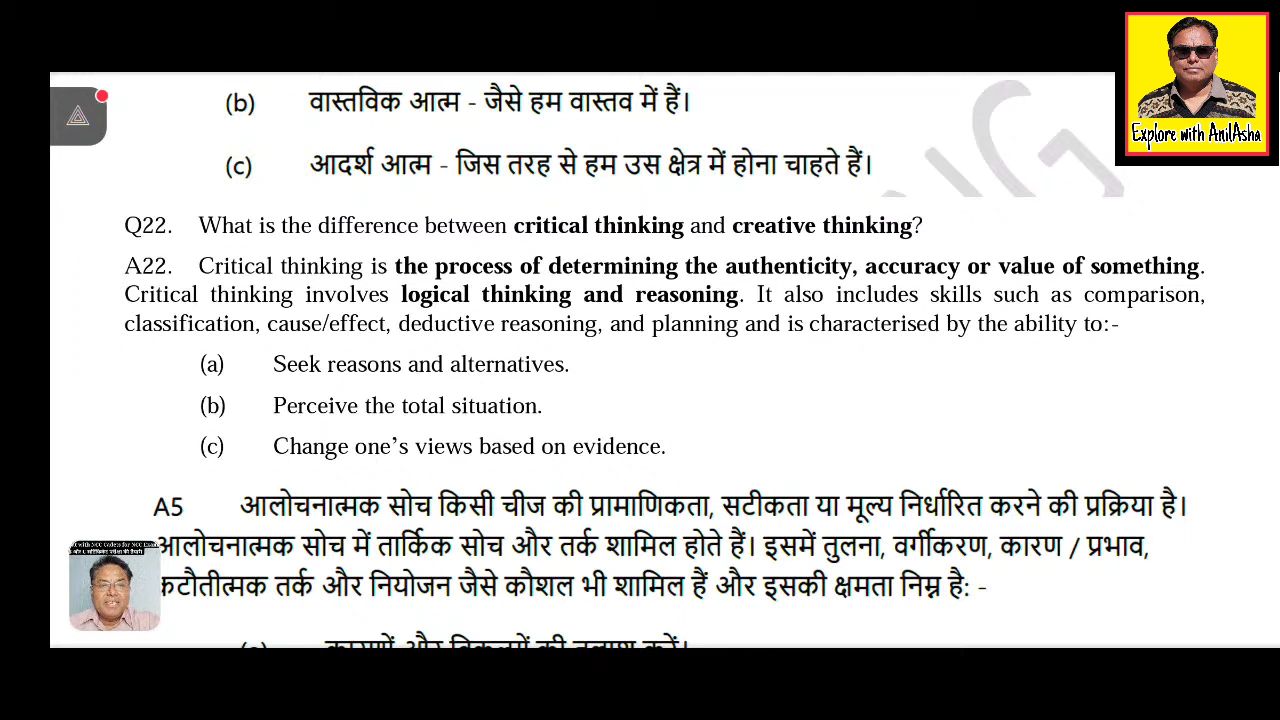 (b) वास्तविक आत्म - जैसे हम वास्तव में हैं।
(c) आदर्श आत्म - जिस तरह से हम उस क्षेत्र में होना चाहते हैं।
Explore with AnilAsha
Q22. What is the difference between critical thinking and creative thinking?
A22. Critical thinking is the process of determining the authenticity, accuracy or value of something.
Critical thinking involves logical thinking and reasoning. It also includes skills such as comparison,
classification, cause/effect, deductive reasoning, and planning and is characterised by the ability to:-
(a) Seek reasons and alternatives.
(b) Perceive the total situation.
(c) Change one’s views based on evidence.
A5 आलोचनात्मक सोच किसी चीज की प्रामाणिकता, सटीकता या मूल्य निर्धारित करने की प्रक्रिया है।
आलोचनात्मक सोच में तार्किक सोच और तर्क शामिल होते हैं। इसमें तुलना, वर्गीकरण, कारण / प्रभाव,
कटौतीत्मक तर्क और नियोजन जैसे कौशल भी शामिल हैं और इसकी क्षमता निम्न है: -